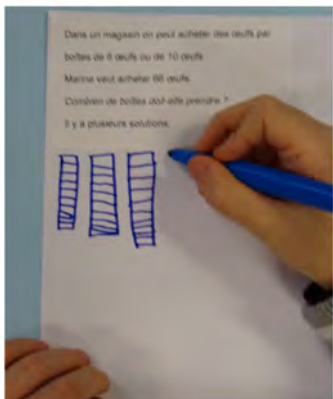 Dans un magasin on peut acheter des œufs par
boîtes de 6 œufs ou de 10 œufs.
Marina veut acheter 66 œufs.
Combien de boîtes doit-elle prendre ?
Il y a plusieurs solutions.